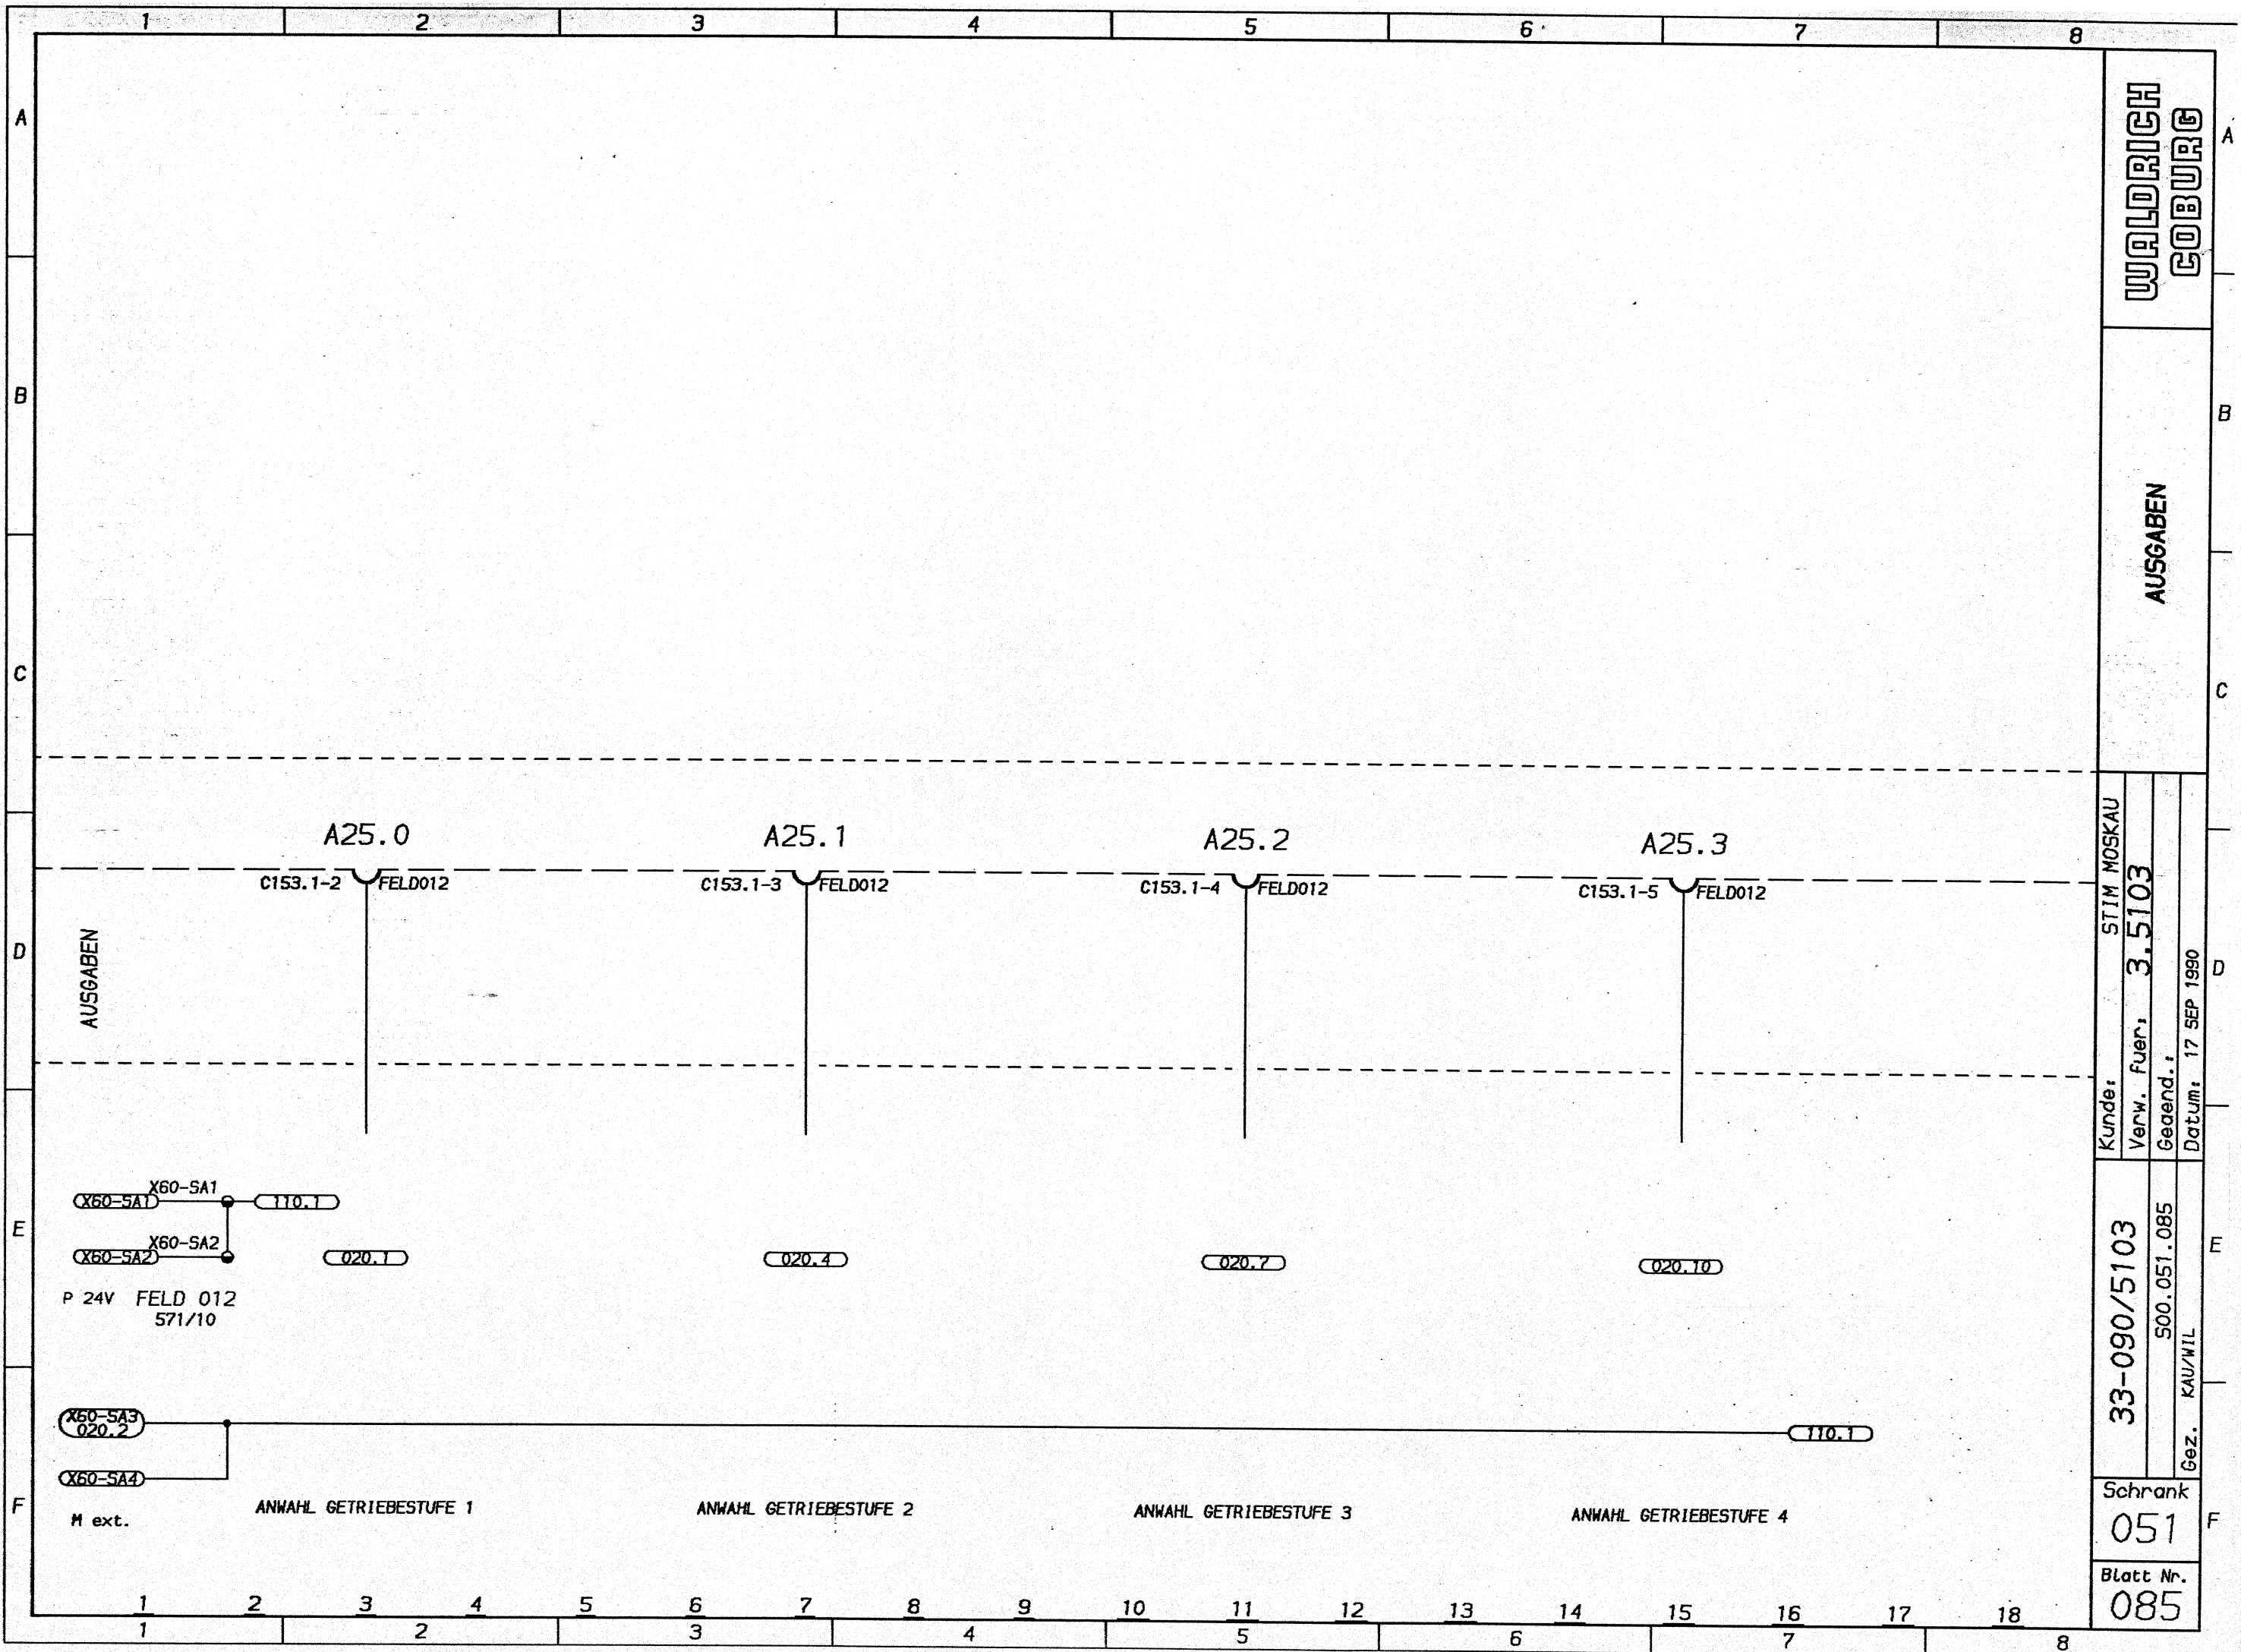 1 2 3 4 5 6 7 8
A
A
B
B
C
C
D
D
E
E
F
F
WALDRICH
COBURG
AUSGABEN
A25.0 A25.1 A25.2 A25.3
C153.1-2 FELD012 C153.1-3 FELD012 C153.1-4 FELD012 C153.1-5 FELD012
AUSGABEN
X60-SA1 X60-SA1 110.1
X60-SA2 X60-SA2 020.1 020.4 020.7 020.10
P 24V FELD 012
571/10
X60-SA3
020.2
110.1
X60-SA4
M ext.
ANWAHL GETRIEBESTUFE 1 ANWAHL GETRIEBESTUFE 2 ANWAHL GETRIEBESTUFE 3 ANWAHL GETRIEBESTUFE 4
1 2 3 4 5 6 7 8 9 10 11 12 13 14 15 16 17 18
1 2 3 4 5 6 7 8
Kunde: STIM MOSKAU
Verw. fuer: 3.5103
Geaend.:
Datum: 17 SEP 1990
33-090/5103
S00.051.085
Gez. KAU/WIL
Schrank
051
Blatt Nr.
085